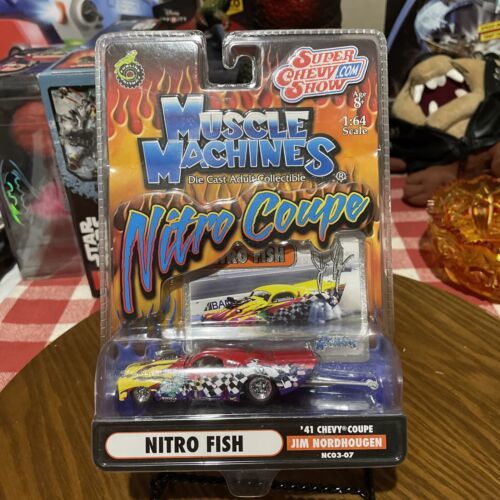 SUPER
CHEVY.COM
SHOW
Age
8+
1:64
Scale
MUSCLE
MACHINES®
Die Cast Adult Collectible
Nitro Coupe
NITRO FISH
MACHINES
STAR
NITRO FISH
'41 CHEVY® COUPE
JIM NORDHOUGEN
NC03-07